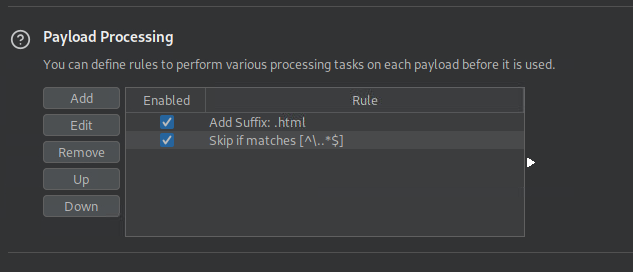 Payload Processing
You can define rules to perform various processing tasks on each payload before it is used.
Add
Enabled Rule
Edit
Add Suffix: .html
Remove
Skip if matches [^\..*$]
Up
Down